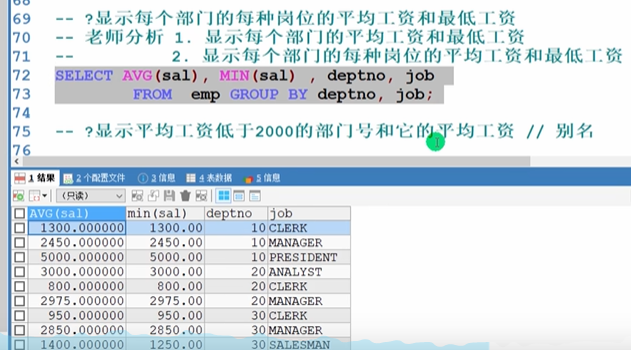 68
69 -- ?显示每个部门的每种岗位的平均工资和最低工资
70 -- 老师分析 1. 显示每个部门的平均工资和最低工资
71 --         2. 显示每个部门的每种岗位的平均工资和最低工资
72 SELECT AVG(sal), MIN(sal) , deptno, job
73 FROM  emp GROUP BY deptno, job;
74
75 -- ?显示平均工资低于2000的部门号和它的平均工资 // 别名
76
1 结果 2 个配置文件 3 信息 4 表数据 5 信息
(只读)
AVG(sal) min(sal) deptno job
1300.000000 1300.00 10 CLERK
2450.000000 2450.00 10 MANAGER
5000.000000 5000.00 10 PRESIDENT
3000.000000 3000.00 20 ANALYST
800.000000 800.00 20 CLERK
2975.000000 2975.00 20 MANAGER
950.000000 950.00 30 CLERK
2850.000000 2850.00 30 MANAGER
1400.000000 1250.00 30 SALESMAN